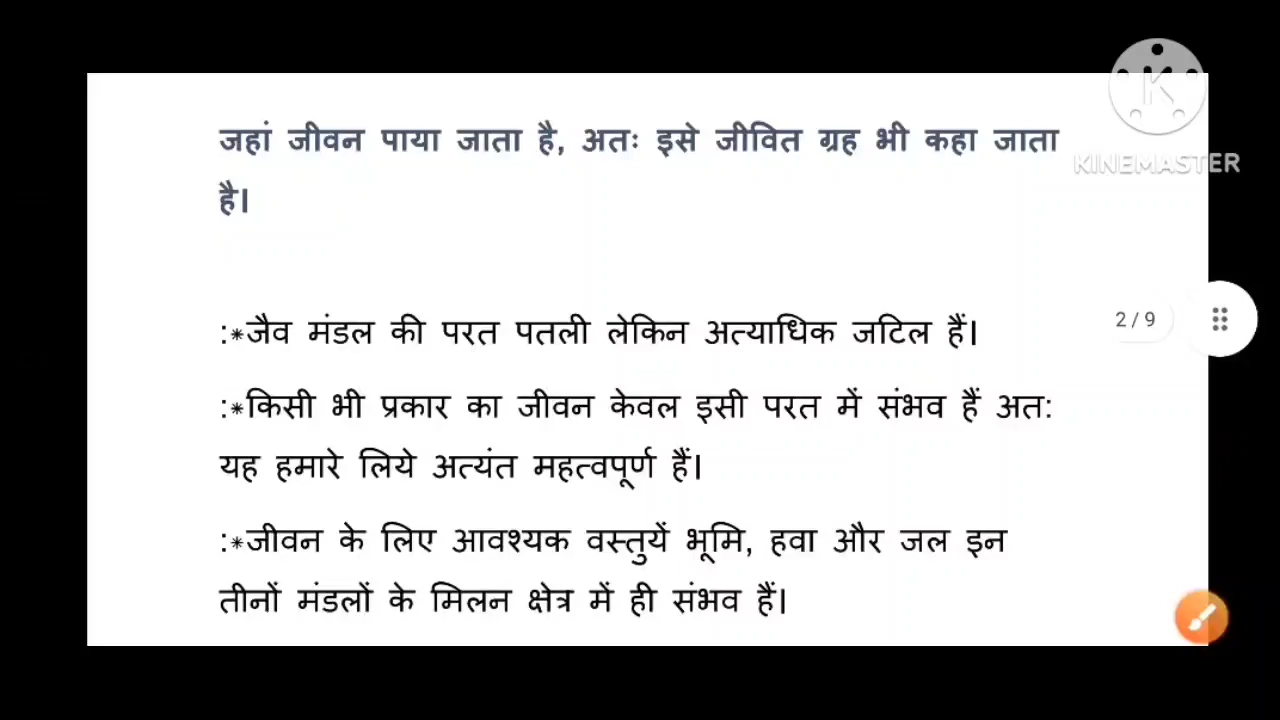 जहां जीवन पाया जाता है, अतः इसे जीवित ग्रह भी कहा जाता
है।
KINEMASTER
:*जैव मंडल की परत पतली लेकिन अत्याधिक जटिल हैं।
2 / 9
:*किसी भी प्रकार का जीवन केवल इसी परत में संभव हैं अत:
यह हमारे लिये अत्यंत महत्वपूर्ण हैं।
:*जीवन के लिए आवश्यक वस्तुयें भूमि, हवा और जल इन
तीनों मंडलों के मिलन क्षेत्र में ही संभव हैं।